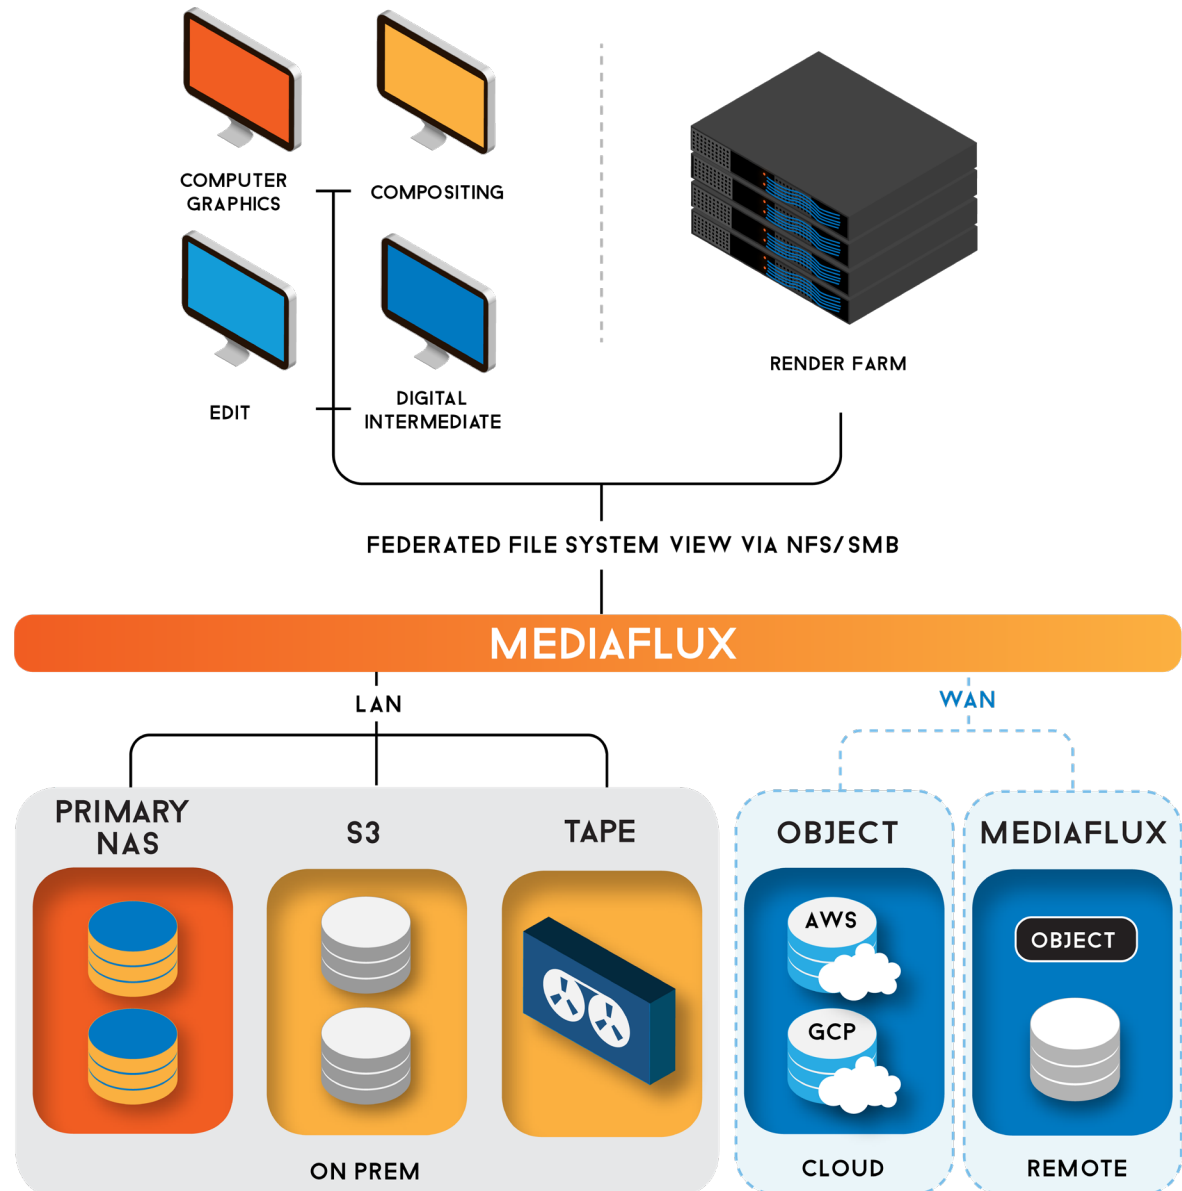 COMPUTER
GRAPHICS
COMPOSITING
EDIT
DIGITAL
INTERMEDIATE
RENDER FARM
FEDERATED FILE SYSTEM VIEW VIA NFS/SMB
MEDIAFLUX
LAN
WAN
PRIMARY
NAS
S3
TAPE
OBJECT
MEDIAFLUX
AWS
GCP
OBJECT
ON PREM
CLOUD
REMOTE